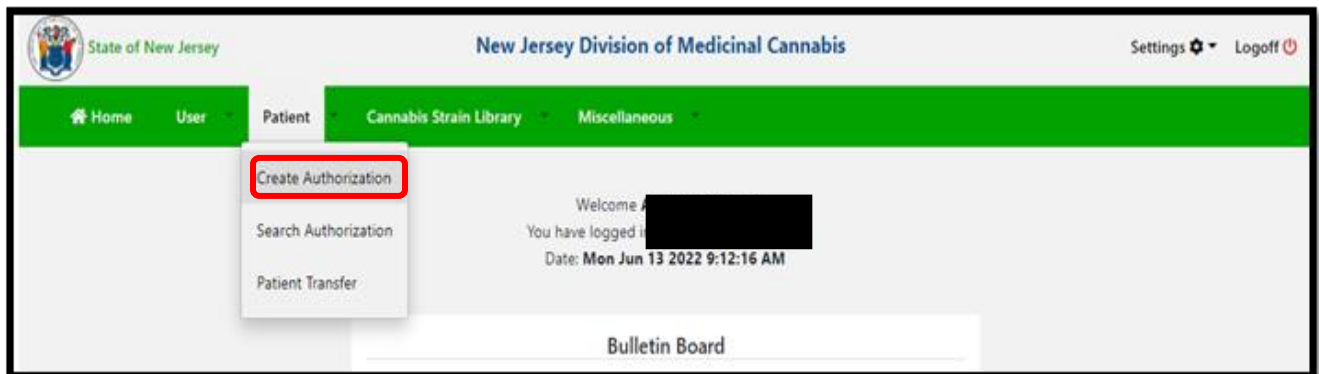 State of New Jersey
New Jersey Division of Medicinal Cannabis
Settings Logoff
Home User Patient Cannabis Strain Library Miscellaneous
Create Authorization
Search Authorization
Patient Transfer
Welcome
You have logged
Date: Mon Jun 13 2022 9:12:16 AM
Bulletin Board